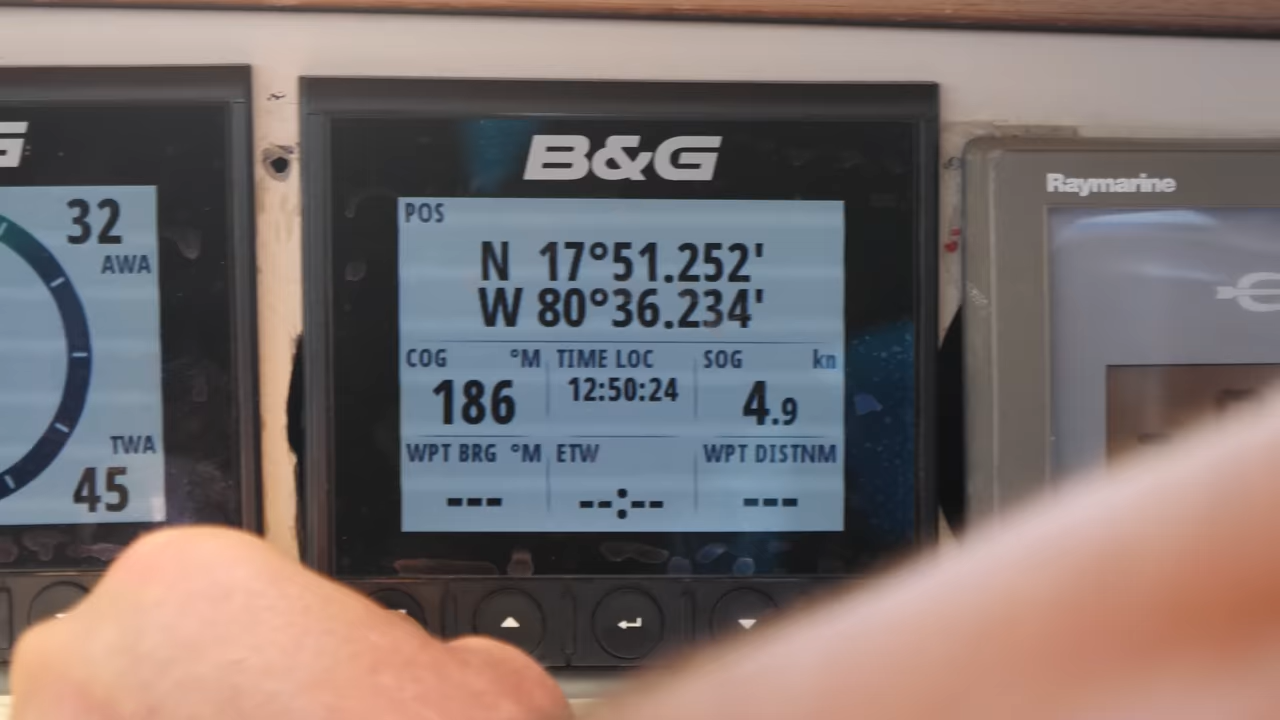 G
32
AWA
TWA
45
B&G
POS
N 17°51.252'
W 80°36.234'
COG °M TIME LOC SOG kn
186 12:50:24 4.9
WPT BRG °M ETW WPT DISTNM
--- --:-- ---
Raymarine